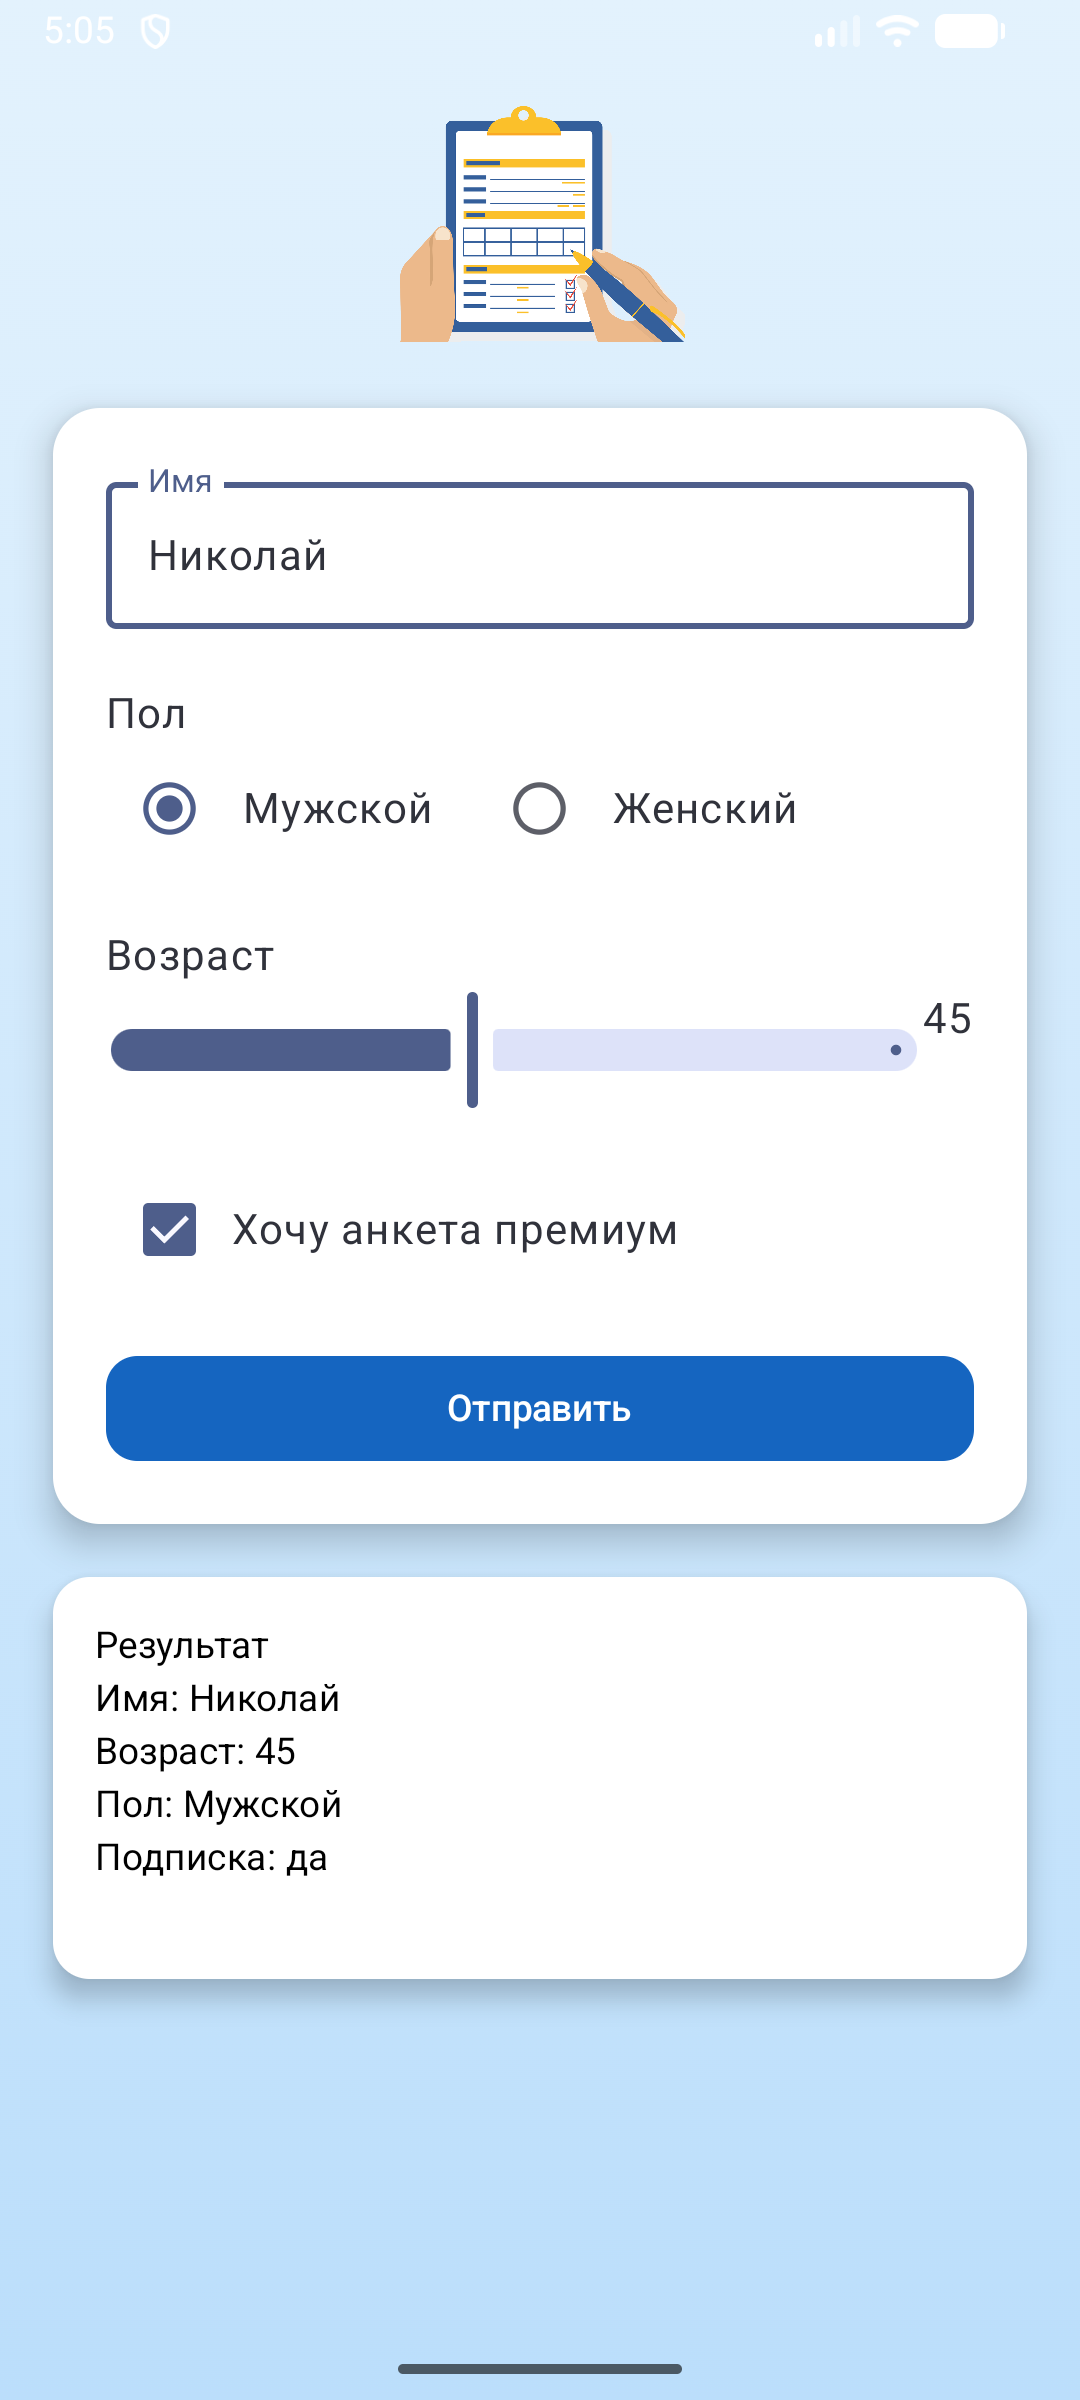 5:05
Имя
Николай
Пол
Мужской Женский
Возраст
45
Хочу анкета премиум
Отправить
Результат
Имя: Николай
Возраст: 45
Пол: Мужской
Подписка: да